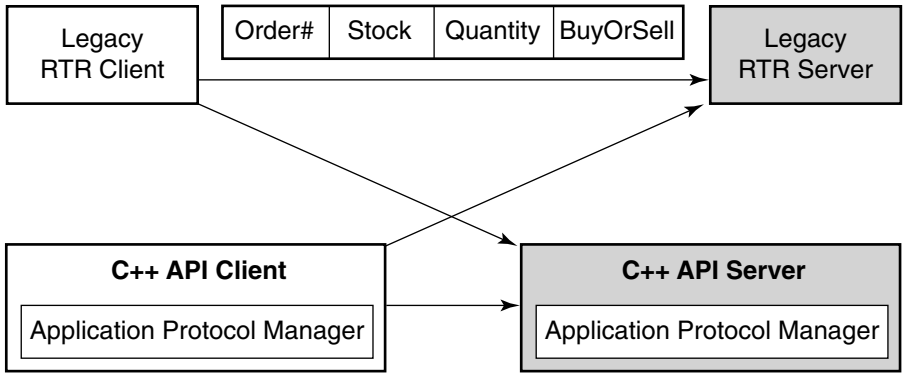 Legacy
RTR Client
Order# Stock Quantity BuyOrSell
Legacy
RTR Server
C++ API Client
Application Protocol Manager
C++ API Server
Application Protocol Manager